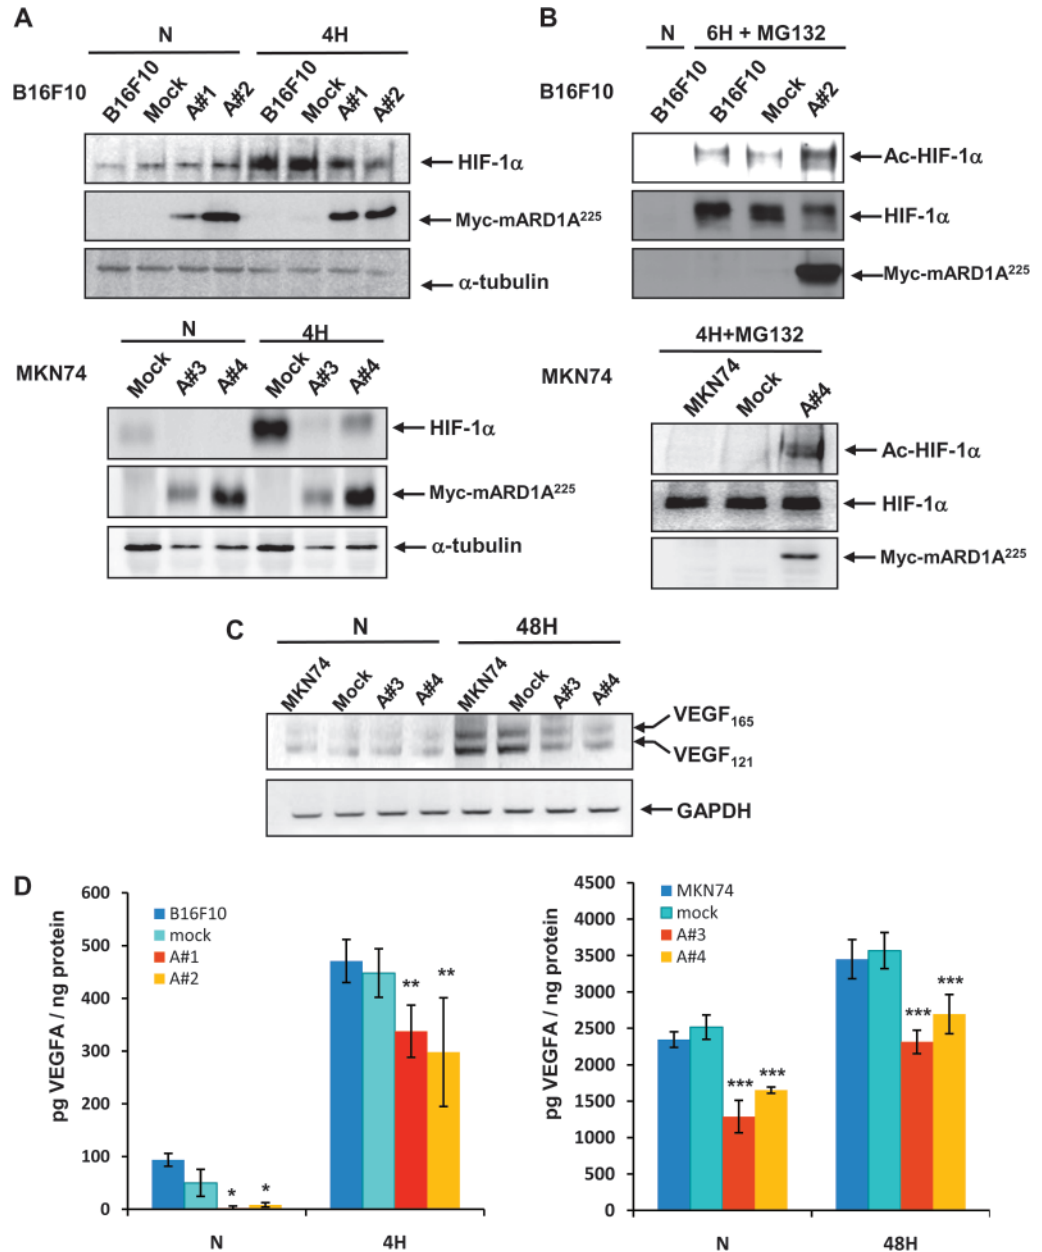 A
N 4H
B16F10
B16F10 Mock A#1 A#2 B16F10 Mock A#1 A#2
HIF-1α
Myc-mARD1A²²⁵
α-tubulin
MKN74
N 4H
Mock A#3 A#4 Mock A#3 A#4
HIF-1α
Myc-mARD1A²²⁵
α-tubulin
B
N 6H + MG132
B16F10
B16F10 B16F10 Mock A#2
Ac-HIF-1α
HIF-1α
Myc-mARD1A²²⁵
4H+MG132
MKN74
MKN74 Mock A#4
Ac-HIF-1α
HIF-1α
Myc-mARD1A²²⁵
C
N 48H
MKN74 Mock A#3 A#4 MKN74 Mock A#3 A#4
VEGF₁₆₅
VEGF₁₂₁
GAPDH
D
pg VEGFA / ng protein
600
500
400
300
200
100
0
B16F10
mock
A#1
A#2
* * ** **
N 4H
pg VEGFA / ng protein
4500
4000
3500
3000
2500
2000
1500
1000
500
0
MKN74
mock
A#3
A#4
*** *** *** ***
N 48H